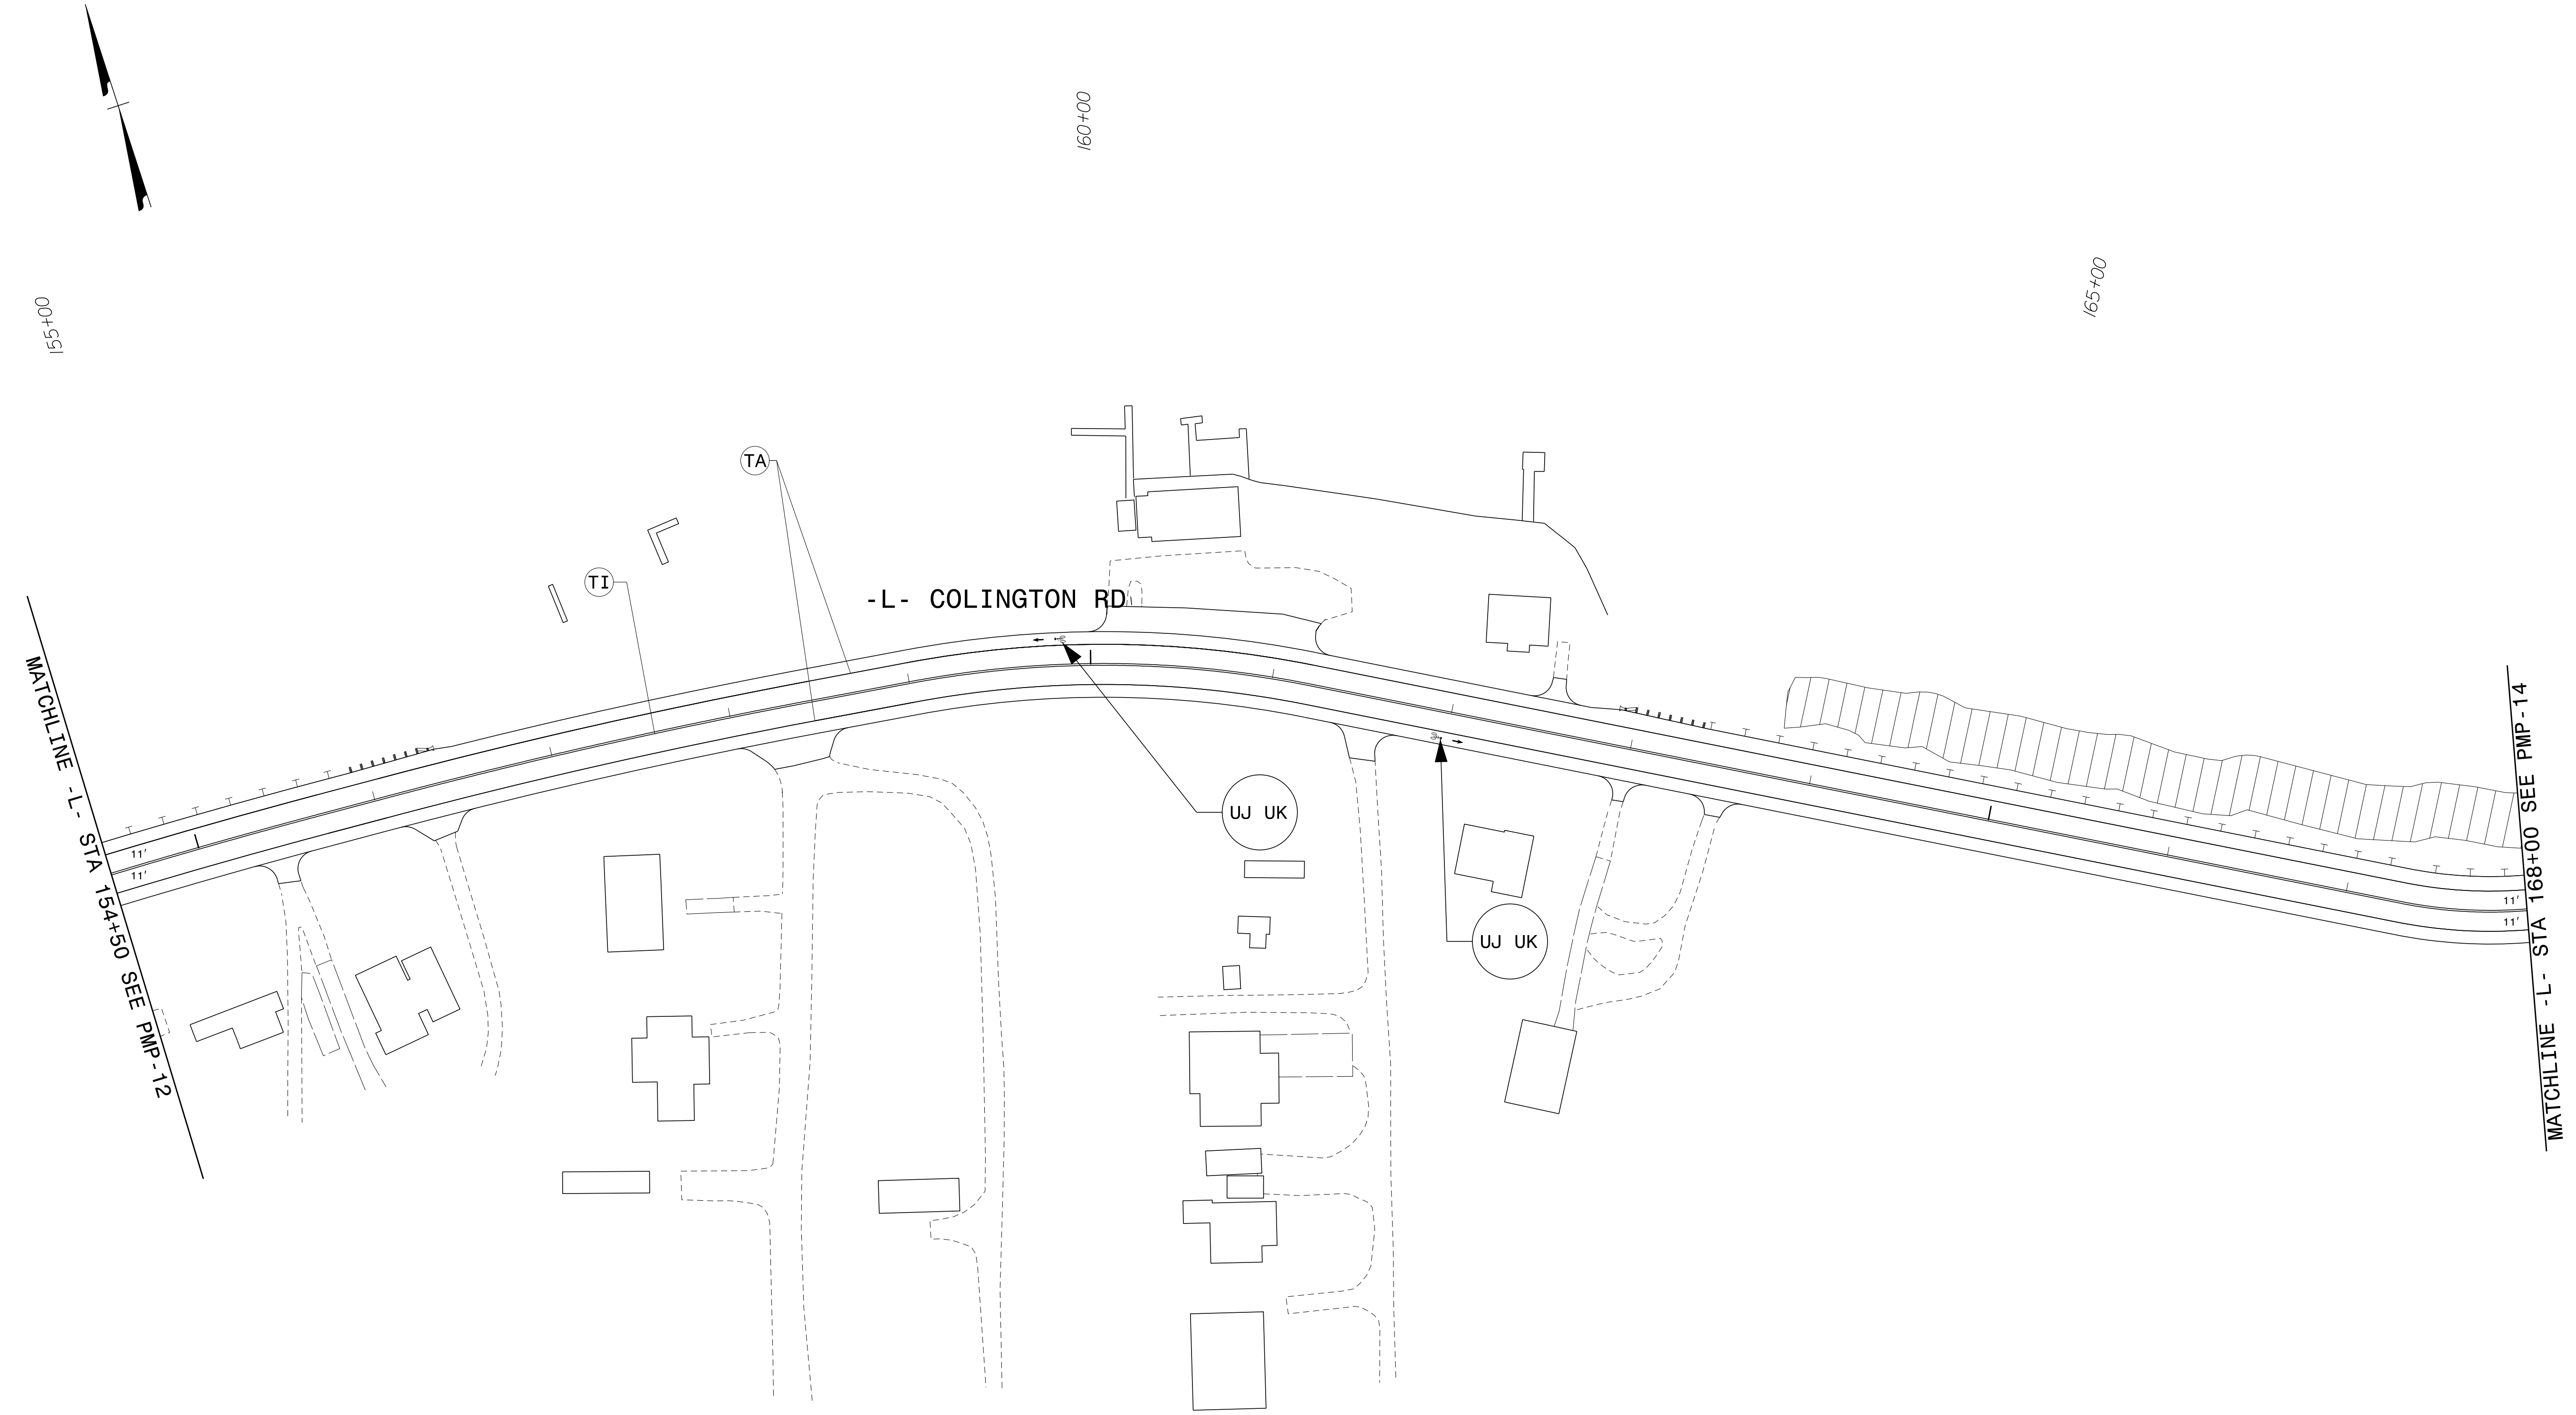 160+00
165+00
155+00
TA
TI
-L- COLINGTON RD
MATCHLINE -L- STA 154+50 SEE PMP-12
MATCHLINE -L- STA 168+00 SEE PMP-14
11'
11'
UJ UK
UJ UK
11'
11'